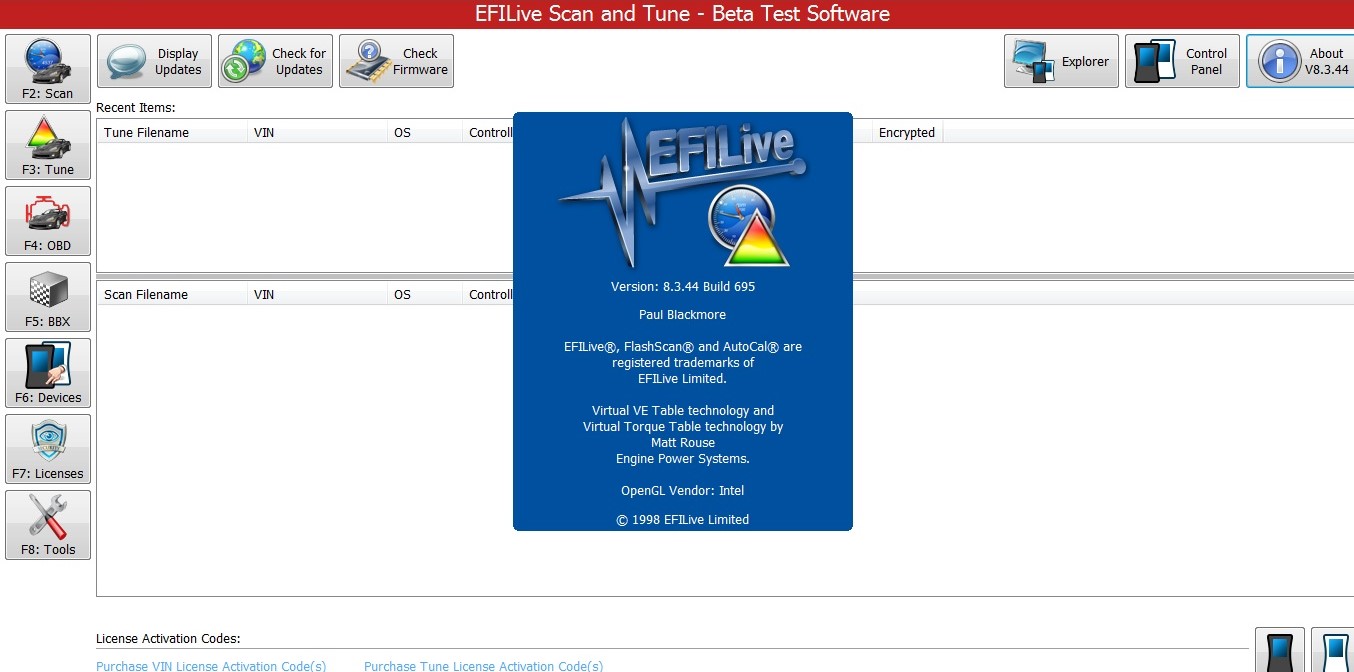 EFILive Scan and Tune - Beta Test Software
F2: Scan
Display
Updates
Check for
Updates
Check
Firmware
Explorer
Control
Panel
About
V8.3.44
Recent Items:
Tune Filename VIN OS Controll Encrypted
F3: Tune
EFILive
F4: OBD
Scan Filename VIN OS Controll
Version: 8.3.44 Build 695
Paul Blackmore
F5: BBX
EFILive®, FlashScan® and AutoCal® are
registered trademarks of
EFILive Limited.
F6: Devices
Virtual VE Table technology and
Virtual Torque Table technology by
Matt Rouse
Engine Power Systems.
F7: Licenses
OpenGL Vendor: Intel
© 1998 EFILive Limited
F8: Tools
License Activation Codes:
Purchase VIN License Activation Code(s) Purchase Tune License Activation Code(s)